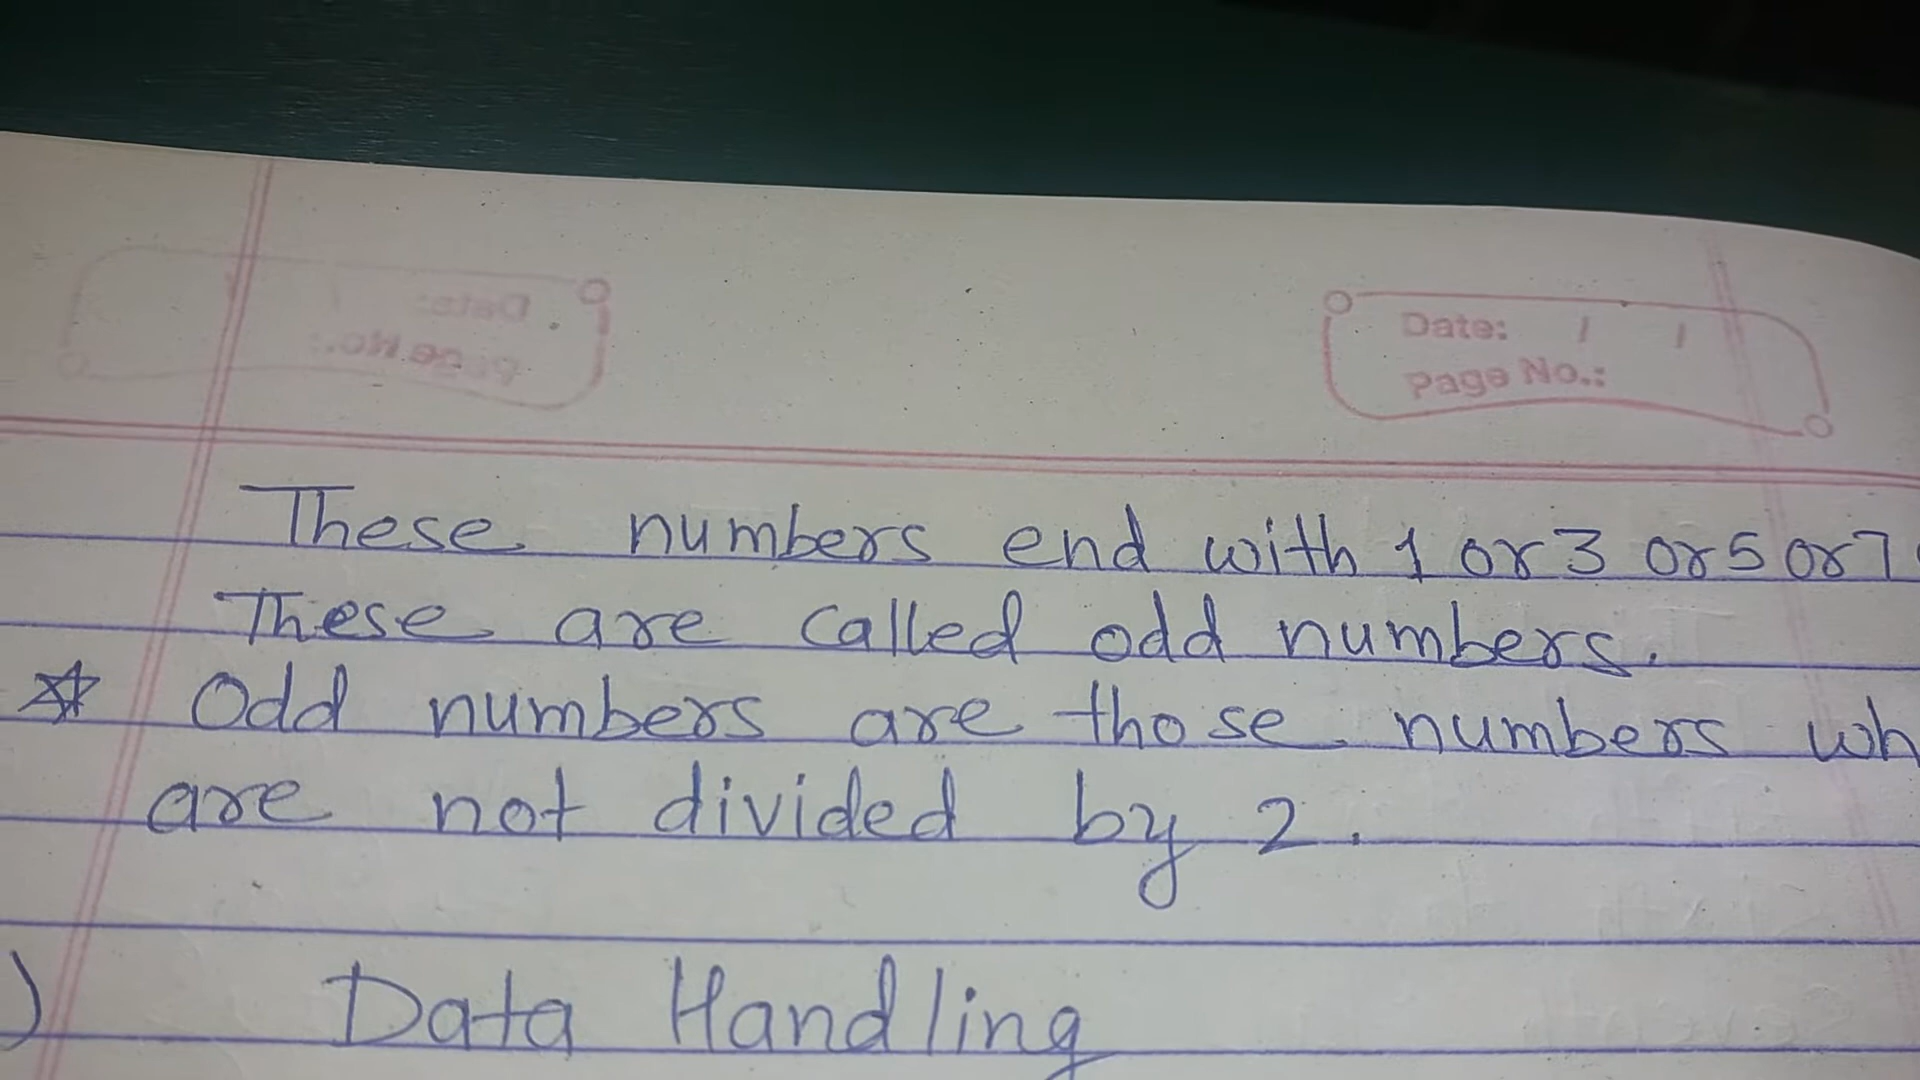 Date: / /
Page No.:
These numbers end with 1 or 3 or 5 or 7
These are called odd numbers.
☆ Odd numbers are those numbers wh
are not divided by 2.
) Data Handling